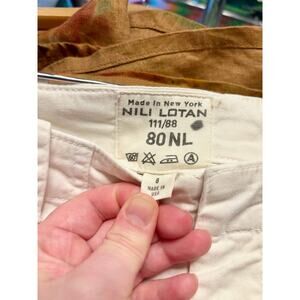 Made In New York
NILI LOTAN
111/88
80NL
A
8
MADE IN
USA